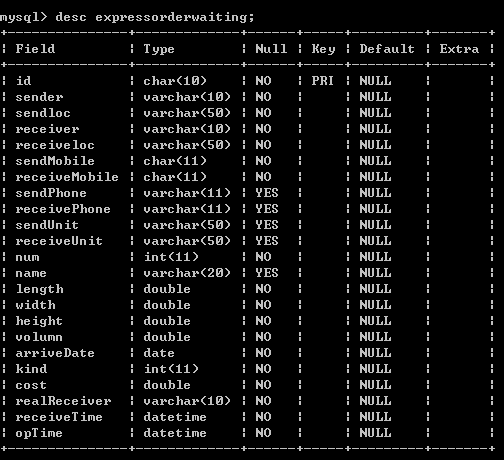 mysql> desc expressorderwaiting;
+---------------+-------------+------+-----+---------+-------+
| Field         | Type        | Null | Key | Default | Extra |
+---------------+-------------+------+-----+---------+-------+
| id            | char(10)    | NO   | PRI | NULL    |       |
| sender        | varchar(10) | NO   |     | NULL    |       |
| sendloc       | varchar(50) | NO   |     | NULL    |       |
| receiver      | varchar(10) | NO   |     | NULL    |       |
| receiveloc    | varchar(50) | NO   |     | NULL    |       |
| sendMobile    | char(11)    | NO   |     | NULL    |       |
| receiveMobile | char(11)    | NO   |     | NULL    |       |
| sendPhone     | varchar(11) | YES  |     | NULL    |       |
| receivePhone  | varchar(11) | YES  |     | NULL    |       |
| sendUnit      | varchar(50) | YES  |     | NULL    |       |
| receiveUnit   | varchar(50) | YES  |     | NULL    |       |
| num           | int(11)     | NO   |     | NULL    |       |
| name          | varchar(20) | YES  |     | NULL    |       |
| length        | double      | NO   |     | NULL    |       |
| width         | double      | NO   |     | NULL    |       |
| height        | double      | NO   |     | NULL    |       |
| volumn        | double      | NO   |     | NULL    |       |
| arriveDate    | date        | NO   |     | NULL    |       |
| kind          | int(11)     | NO   |     | NULL    |       |
| cost          | double      | NO   |     | NULL    |       |
| realReceiver  | varchar(10) | NO   |     | NULL    |       |
| receiveTime   | datetime    | NO   |     | NULL    |       |
| opTime        | datetime    | NO   |     | NULL    |       |
+---------------+-------------+------+-----+---------+-------+